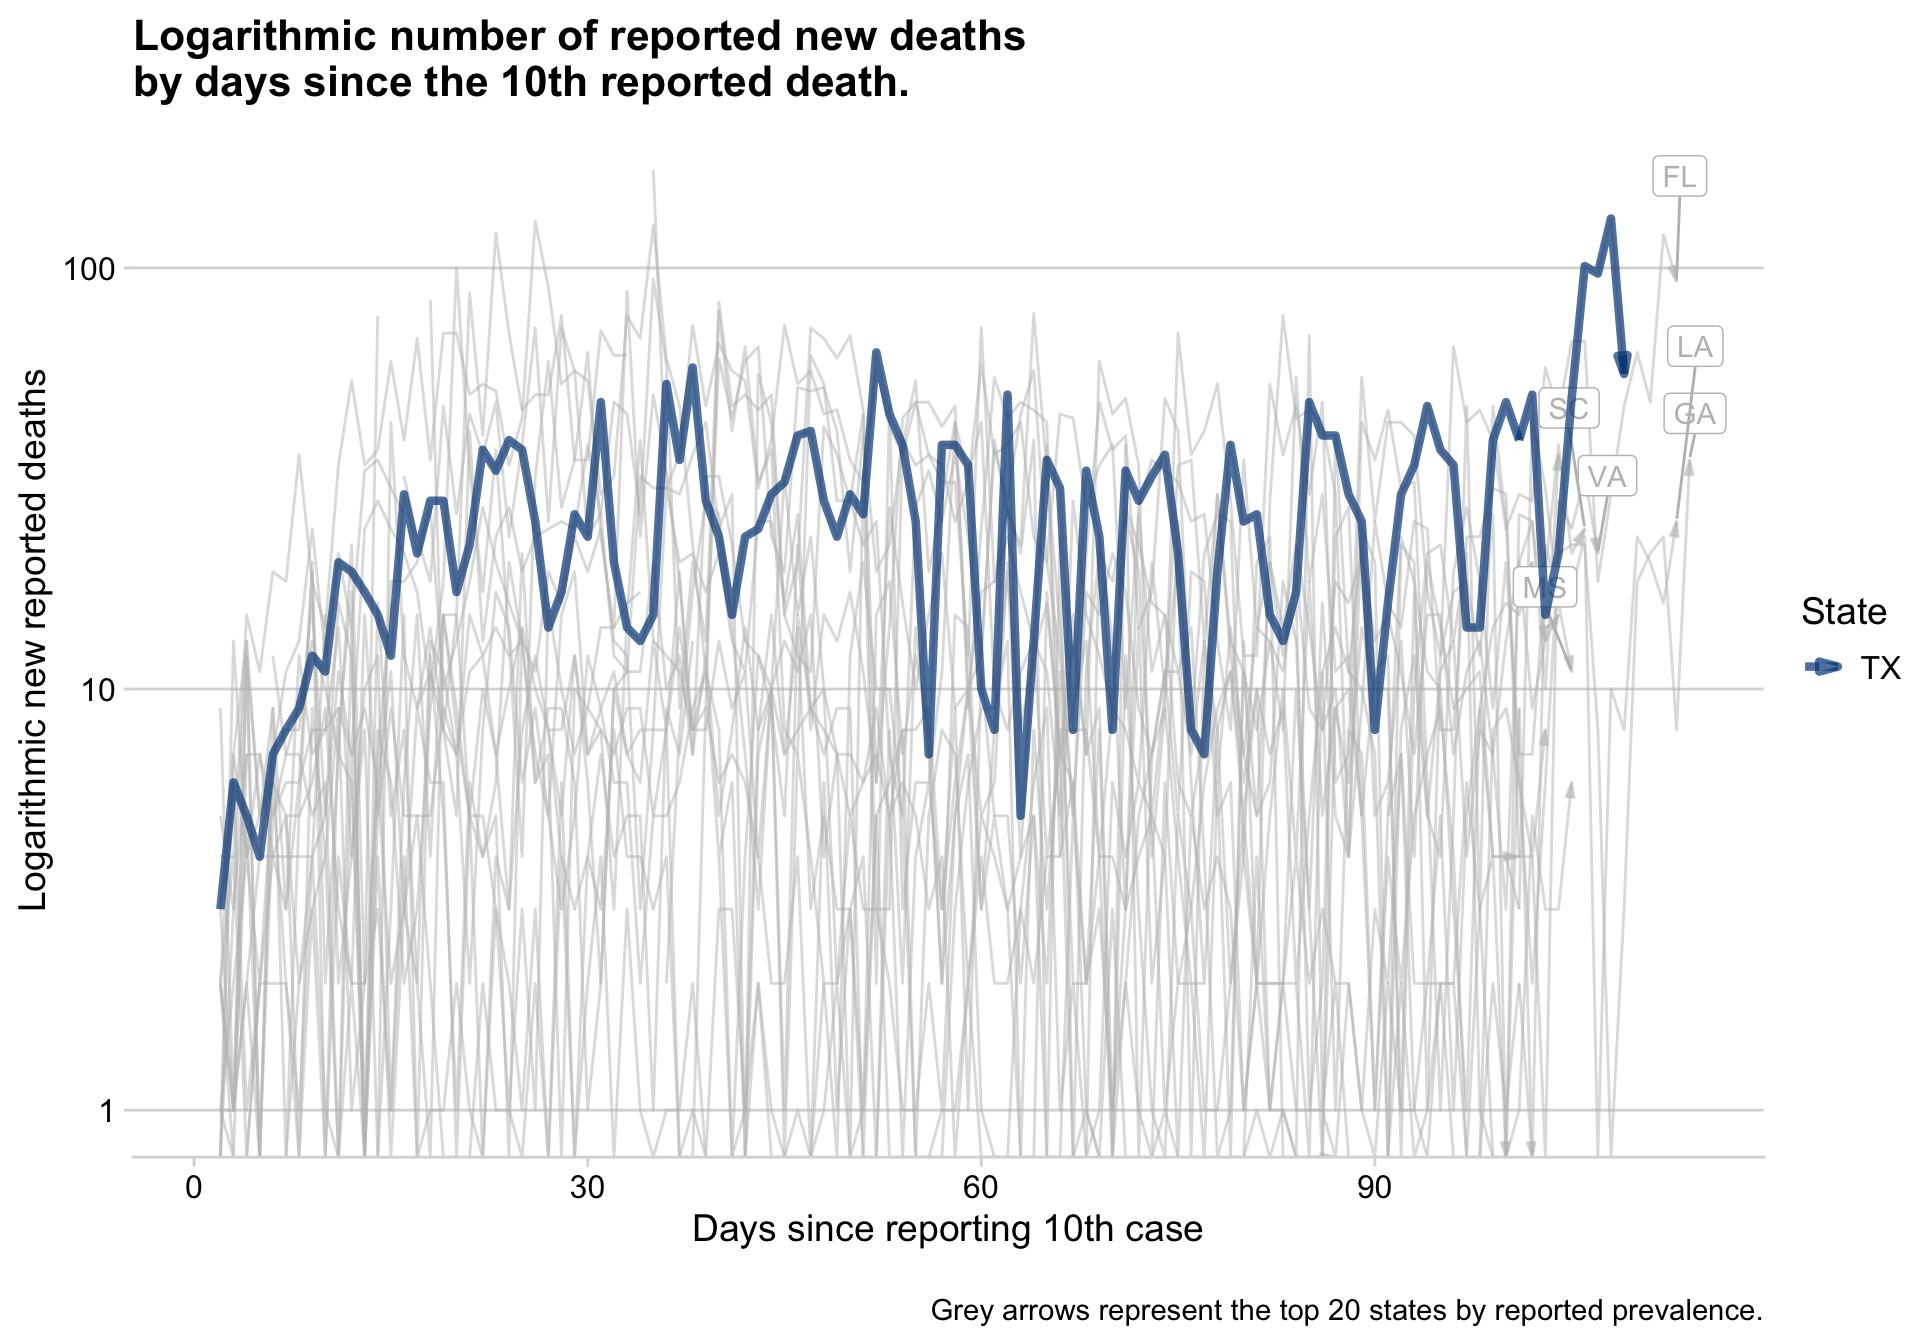 Logarithmic number of reported new deaths
by days since the 10th reported death.
Logarithmic new reported deaths
100
10
1
FL
LA
SC
GA
VA
MS
State
TX
0
30
60
90
Days since reporting 10th case
Grey arrows represent the top 20 states by reported prevalence.